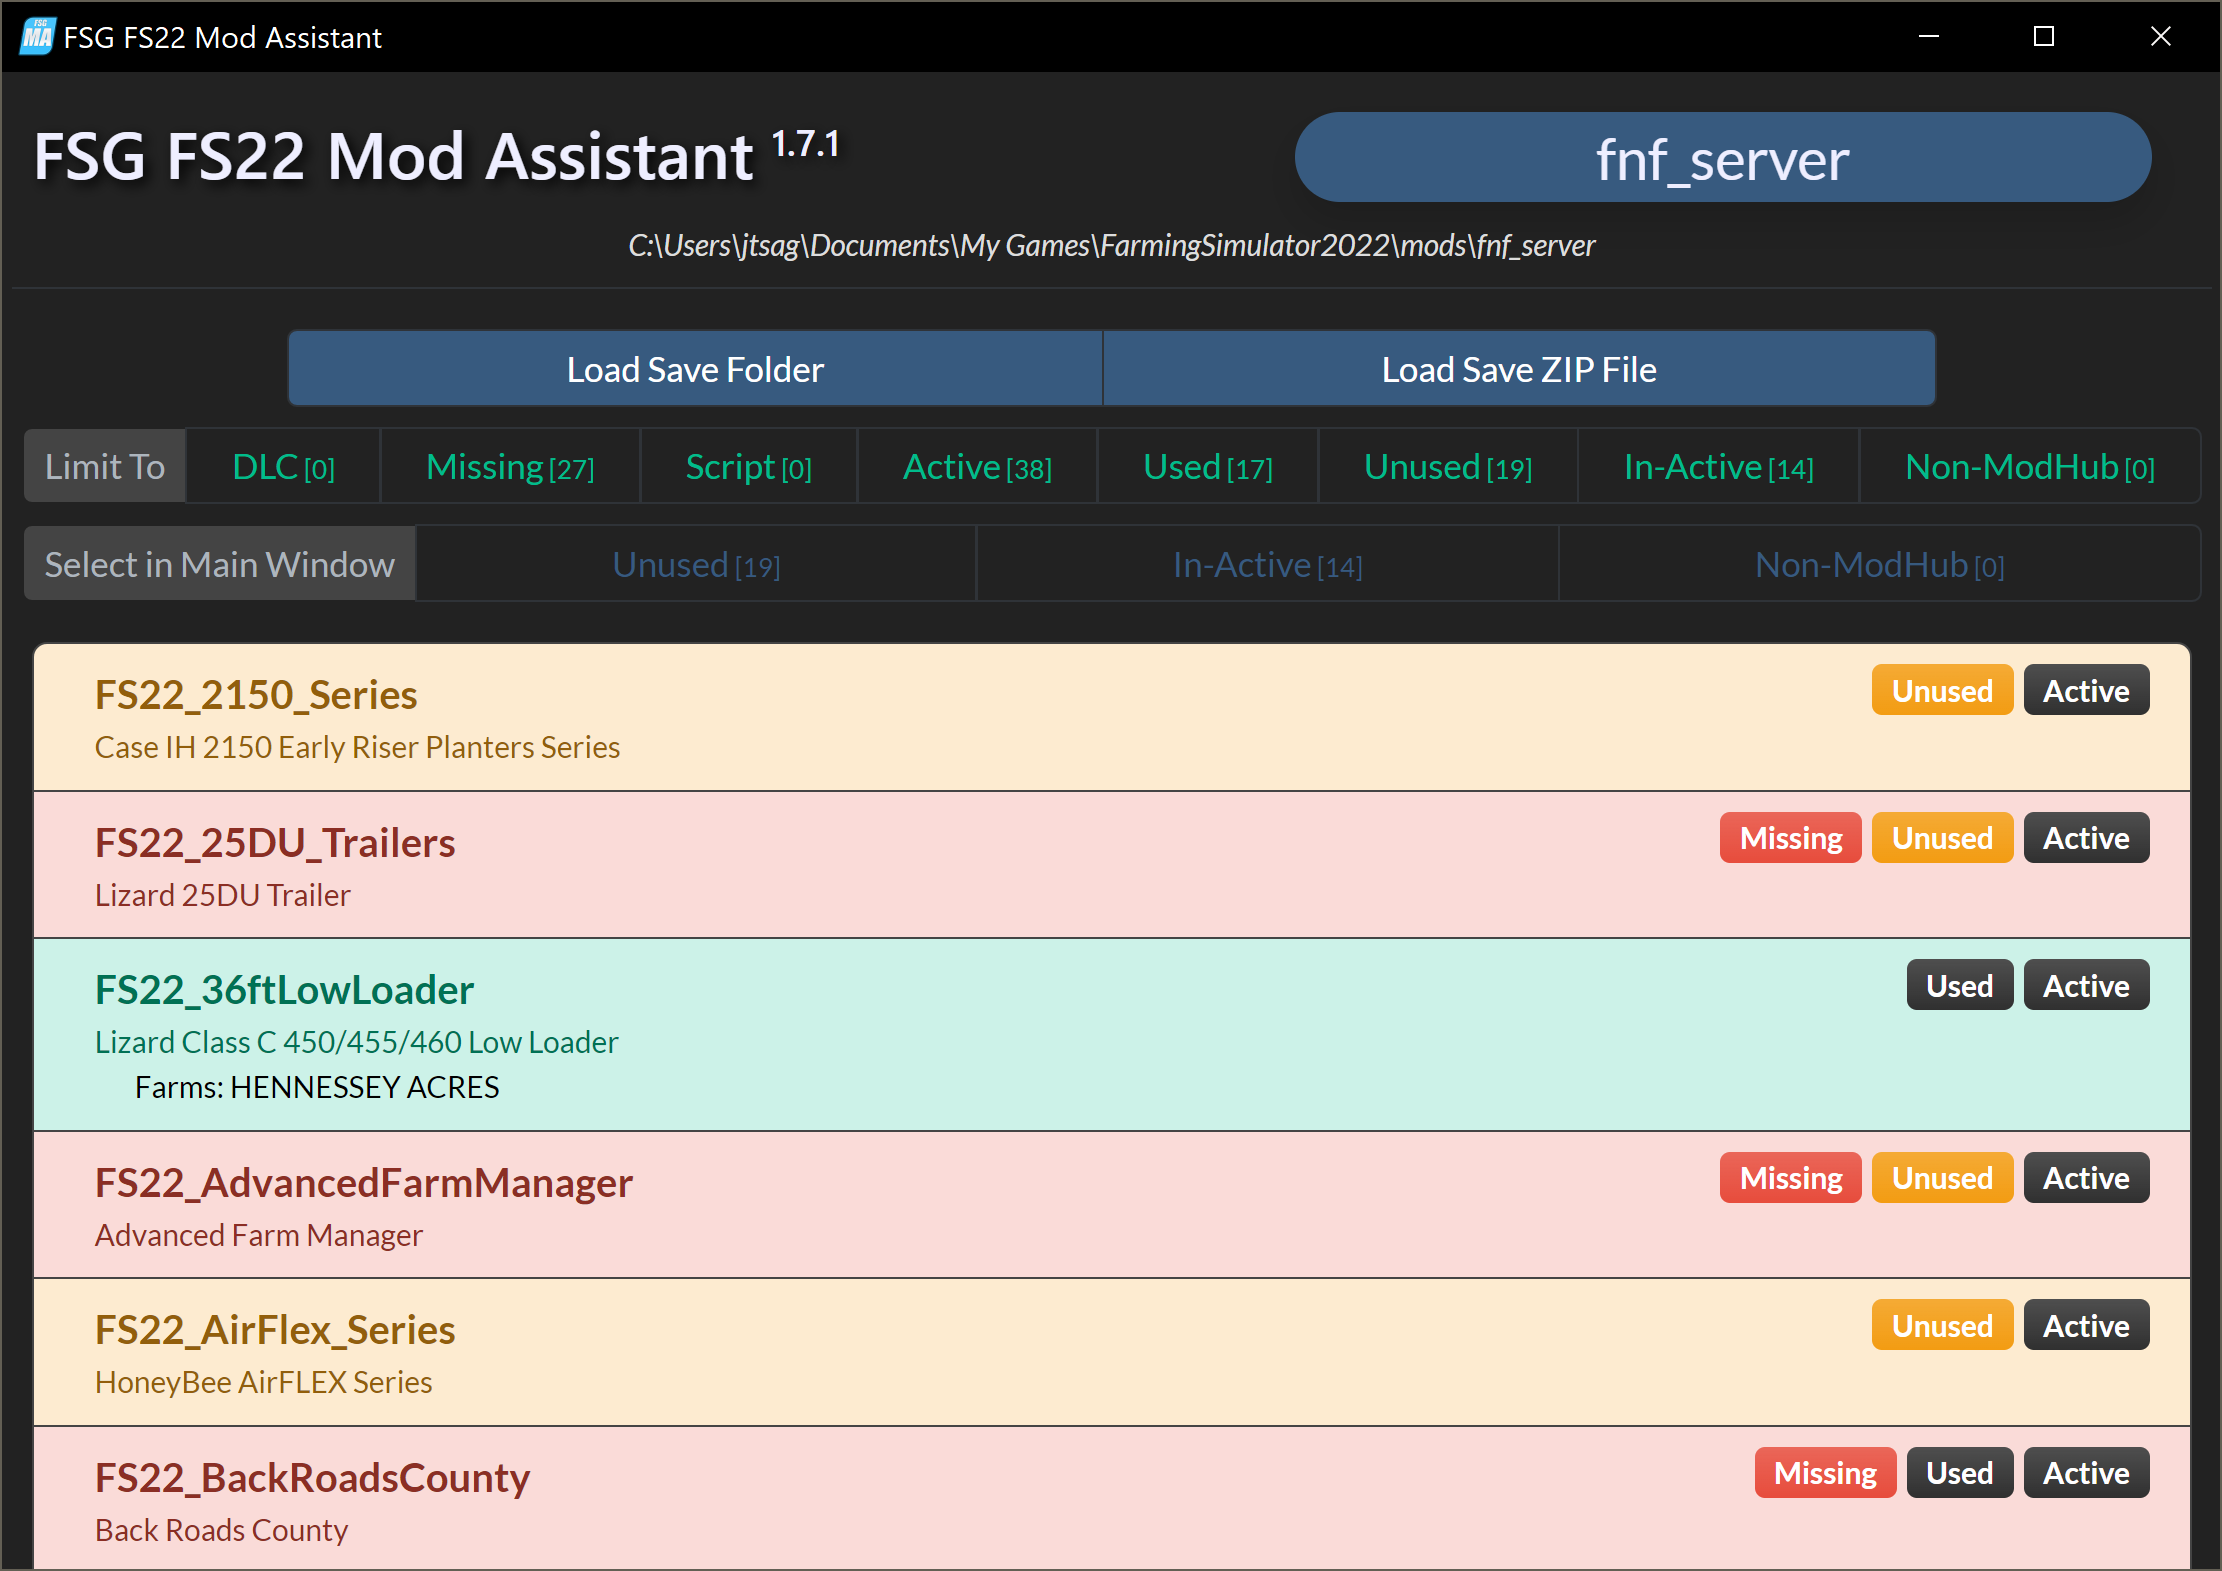 FSG MA FSG FS22 Mod Assistant
FSG FS22 Mod Assistant 1.7.1
fnf_server
C:\Users\jtsag\Documents\My Games\FarmingSimulator2022\mods\fnf_server
Load Save Folder Load Save ZIP File
Limit To DLC [0] Missing [27] Script [0] Active [38] Used [17] Unused [19] In-Active [14] Non-ModHub [0]
Select in Main Window Unused [19] In-Active [14] Non-ModHub [0]
FS22_2150_Series Unused Active
Case IH 2150 Early Riser Planters Series
FS22_25DU_Trailers Missing Unused Active
Lizard 25DU Trailer
FS22_36ftLowLoader Used Active
Lizard Class C 450/455/460 Low Loader
Farms: HENNESSEY ACRES
FS22_AdvancedFarmManager Missing Unused Active
Advanced Farm Manager
FS22_AirFlex_Series Unused Active
HoneyBee AirFLEX Series
FS22_BackRoadsCounty Missing Used Active
Back Roads County